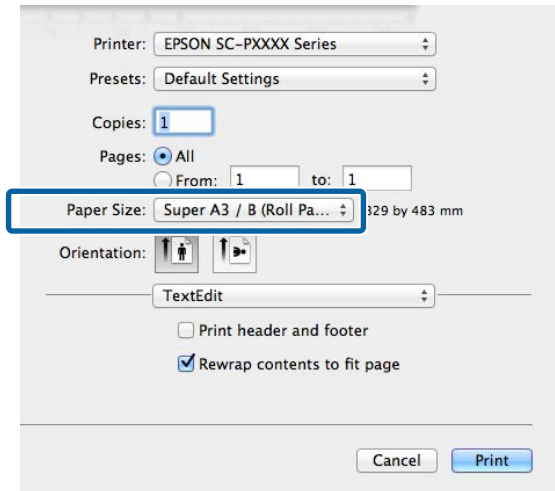 Printer: EPSON SC-PXXXX Series
Presets: Default Settings
Copies: 1
Pages: All
From: 1 to: 1
Paper Size: Super A3 / B (Roll Pa... 329 by 483 mm
Orientation:
TextEdit
Print header and footer
Rewrap contents to fit page
Cancel Print